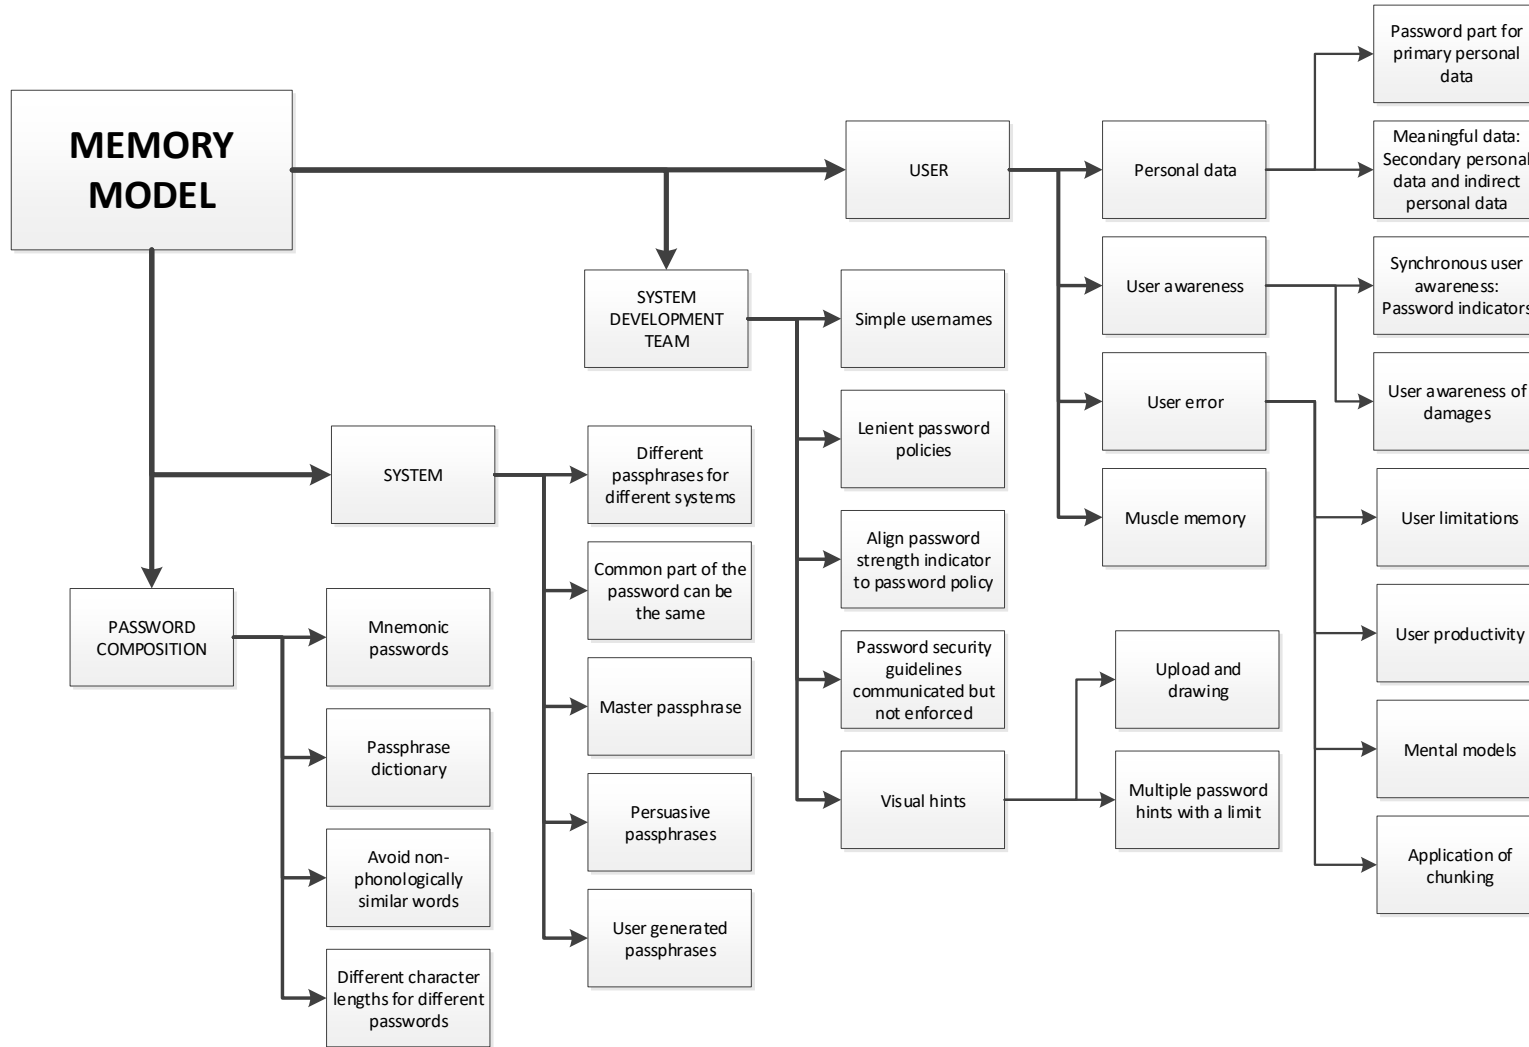 MEMORY
MODEL
USER
Personal data
Password part for
primary personal
data
Meaningful data:
Secondary personal
data and indirect
personal data
User awareness
Synchronous user
awareness:
Password indicators
User awareness of
damages
User error
User limitations
User productivity
Mental models
Application of
chunking
Muscle memory
SYSTEM
DEVELOPMENT
TEAM
Simple usernames
Lenient password
policies
Align password
strength indicator
to password policy
Password security
guidelines
communicated but
not enforced
Visual hints
Upload and
drawing
Multiple password
hints with a limit
SYSTEM
Different
passphrases for
different systems
Common part of the
password can be
the same
Master passphrase
Persuasive
passphrases
User generated
passphrases
PASSWORD
COMPOSITION
Mnemonic
passwords
Passphrase
dictionary
Avoid non-
phonologically
similar words
Different character
lengths for different
passwords